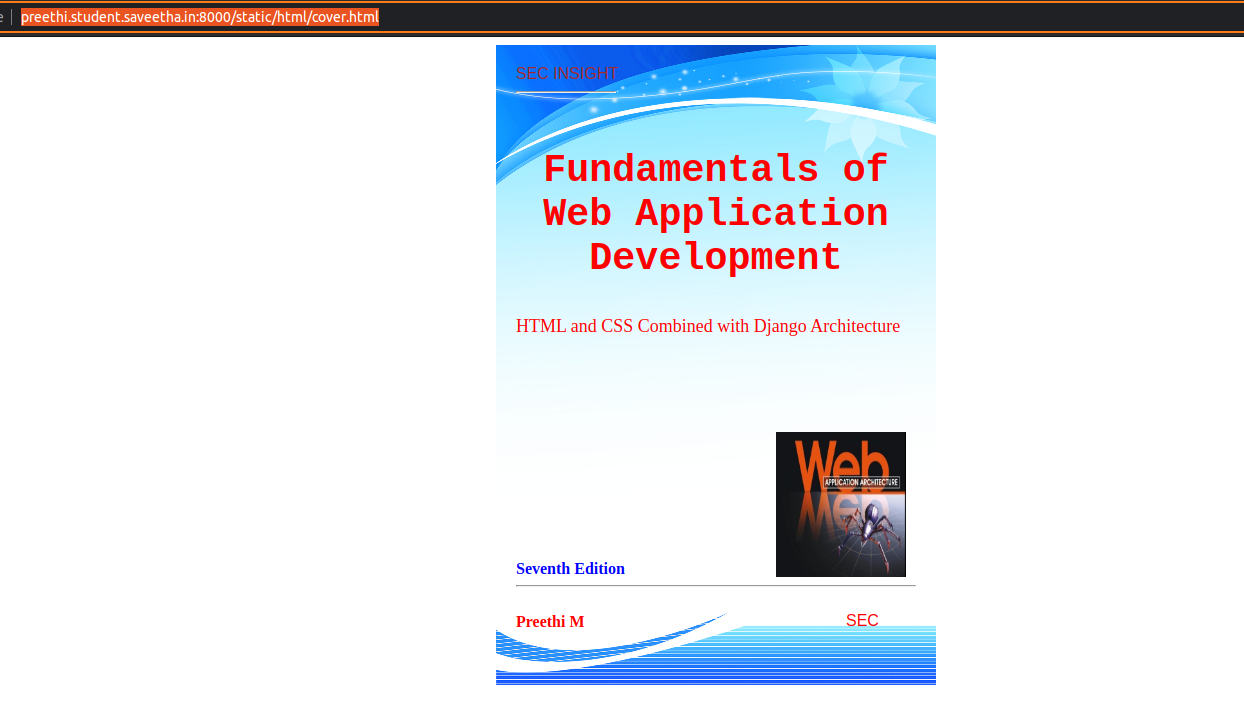 e
preethi.student.saveetha.in:8000/static/html/cover.html
SEC INSIGHT
Fundamentals of
Web Application
Development
HTML and CSS Combined with Django Architecture
Web
APPLICATION ARCHITECTURE
Seventh Edition
Preethi M
SEC